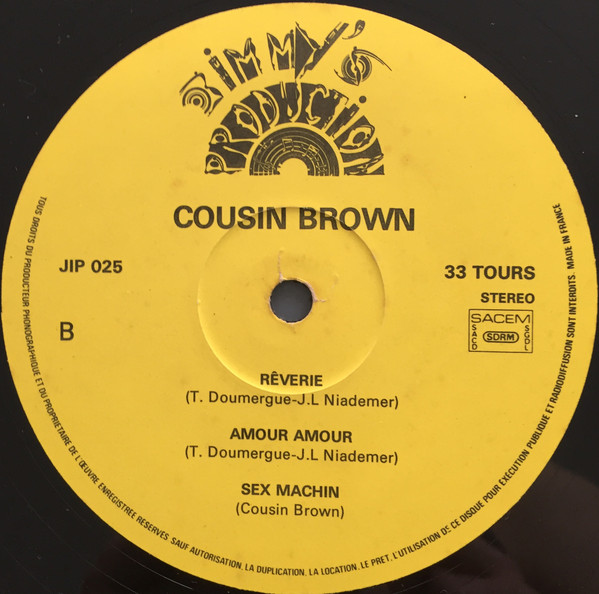 JIMMY'S
PRODUCTION
COUSIN BROWN
JIP 025
33 TOURS
STEREO
B
SACEM
SACD
SDRM
SGDL
RÊVERIE
(T. Doumergue-J.L Niademer)
AMOUR AMOUR
(T. Doumergue-J.L Niademer)
SEX MACHIN
(Cousin Brown)
TOUS DROITS DU PRODUCTEUR PHONOGRAPHIQUE ET DU PROPRIETAIRE DE L'ŒUVRE ENREGISTREE RESERVES SAUF AUTORISATION, LA DUPLICATION, LA LOCATION, LE PRET, L'UTILISATION DE CE DISQUE POUR EXÉCUTION PUBLIQUE ET RADIODIFFUSION SONT INTERDITS. MADE IN FRANCE